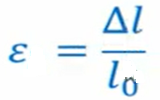 ε = Δl / l₀